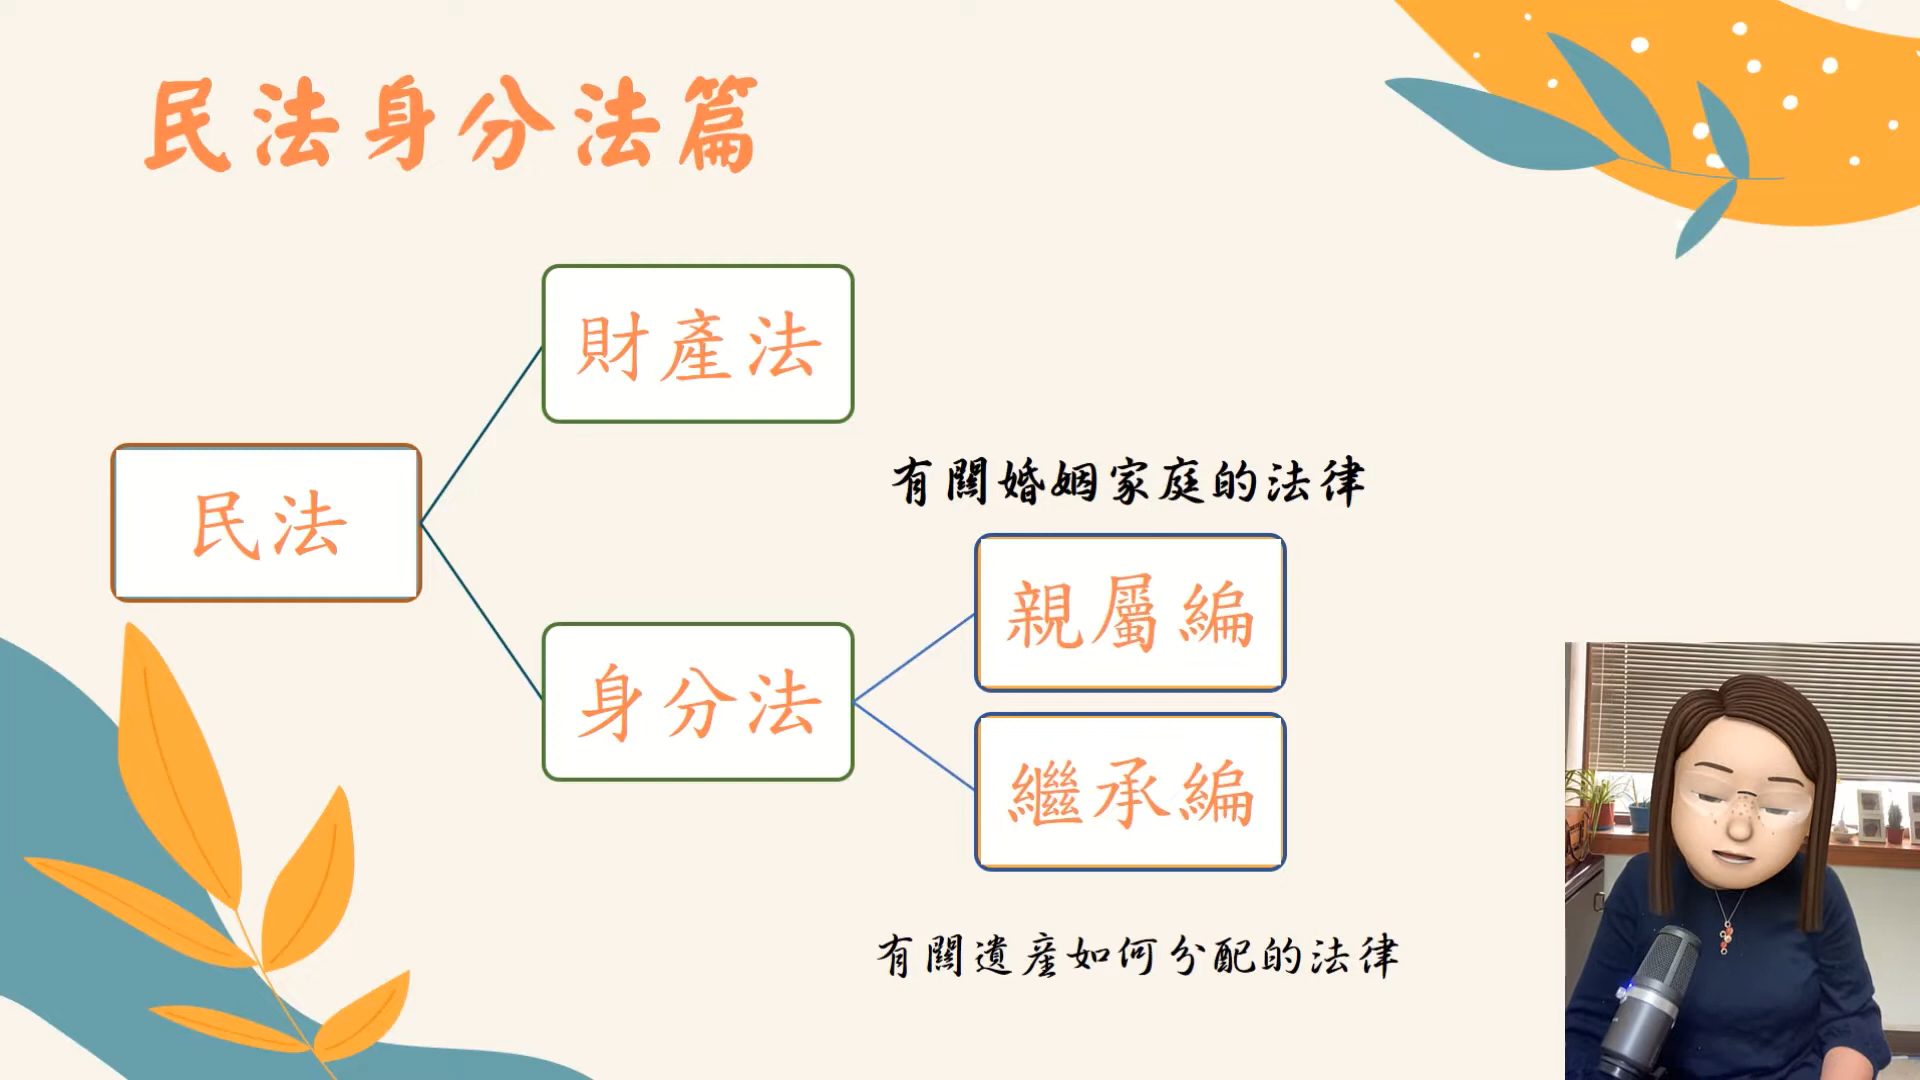 民法身分法篇
財產法
有關婚姻家庭的法律
民法
親屬編
身分法
繼承編
有關遺產如何分配的法律